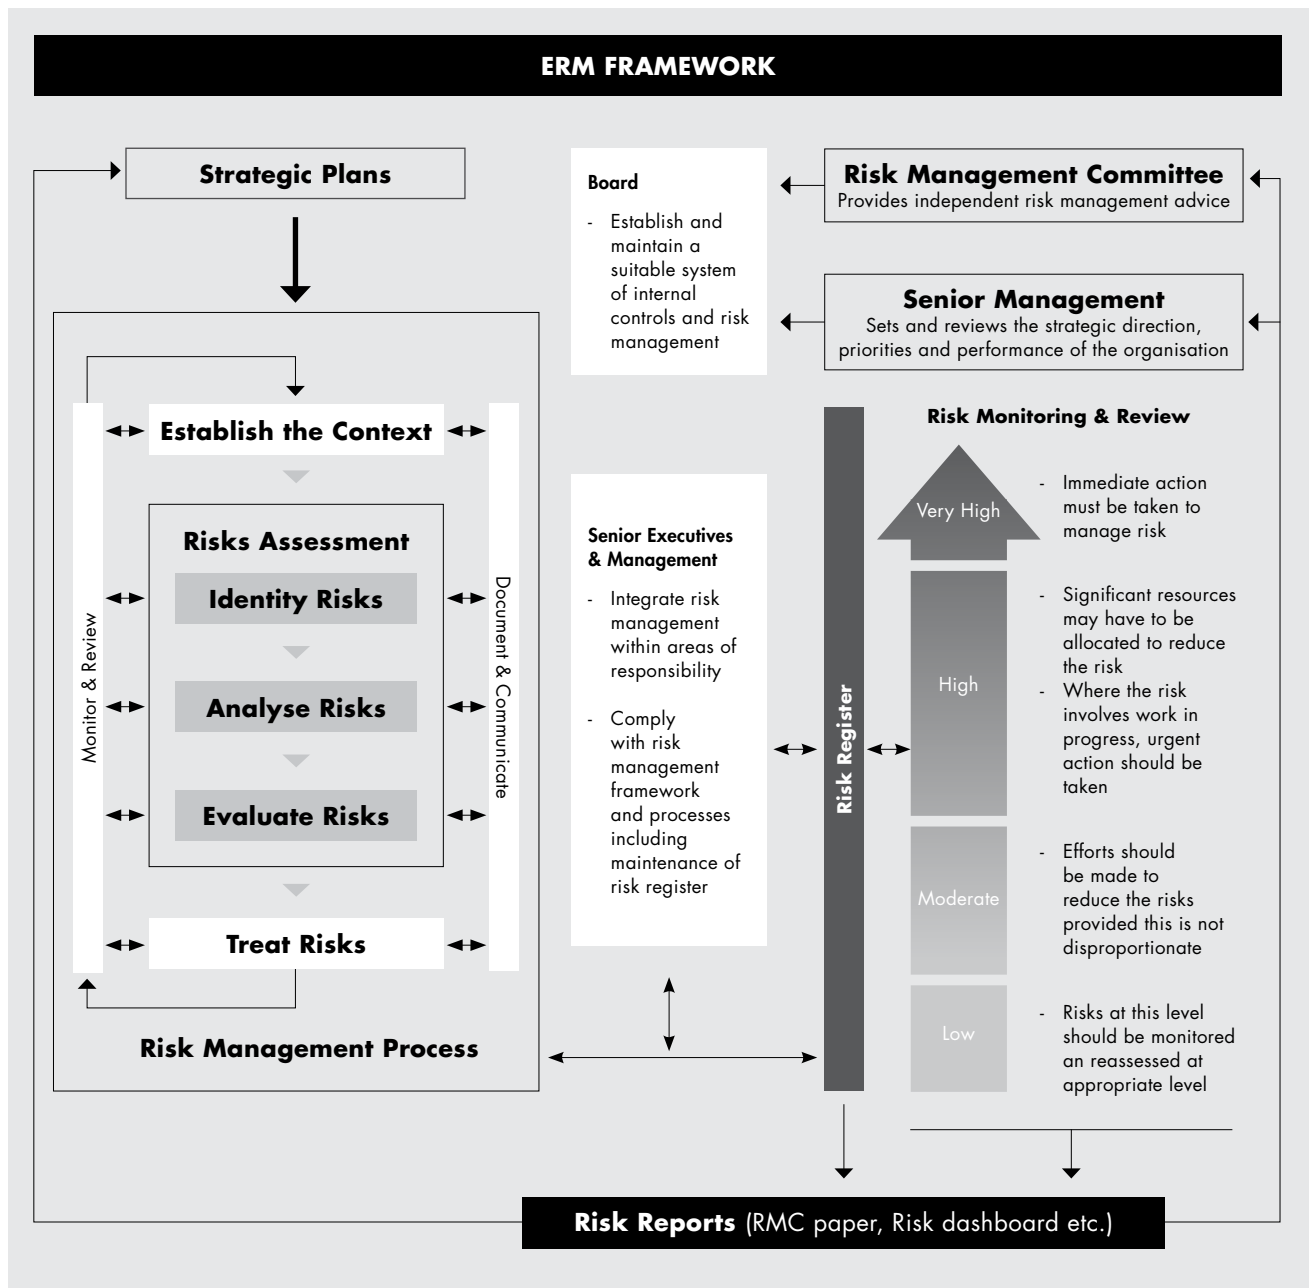 ERM FRAMEWORK
Strategic Plans
Establish the Context
Risks Assessment
Identity Risks
Analyse Risks
Evaluate Risks
Treat Risks
Monitor & Review
Document & Communicate
Risk Management Process
Board
- Establish and
maintain a
suitable system
of internal
controls and risk
management
Risk Management Committee
Provides independent risk management advice
Senior Management
Sets and reviews the strategic direction,
priorities and performance of the organisation
Senior Executives
& Management
- Integrate risk
management
within areas of
responsibility
- Comply
with risk
management
framework
and processes
including
maintenance of
risk register
Risk Register
Risk Monitoring & Review
Very High
- Immediate action
must be taken to
manage risk
High
- Significant resources
may have to be
allocated to reduce
the risk
- Where the risk
involves work in
progress, urgent
action should be
taken
Moderate
- Efforts should
be made to
reduce the risks
provided this is not
disproportionate
Low
- Risks at this level
should be monitored
an reassessed at
appropriate level
Risk Reports (RMC paper, Risk dashboard etc.)